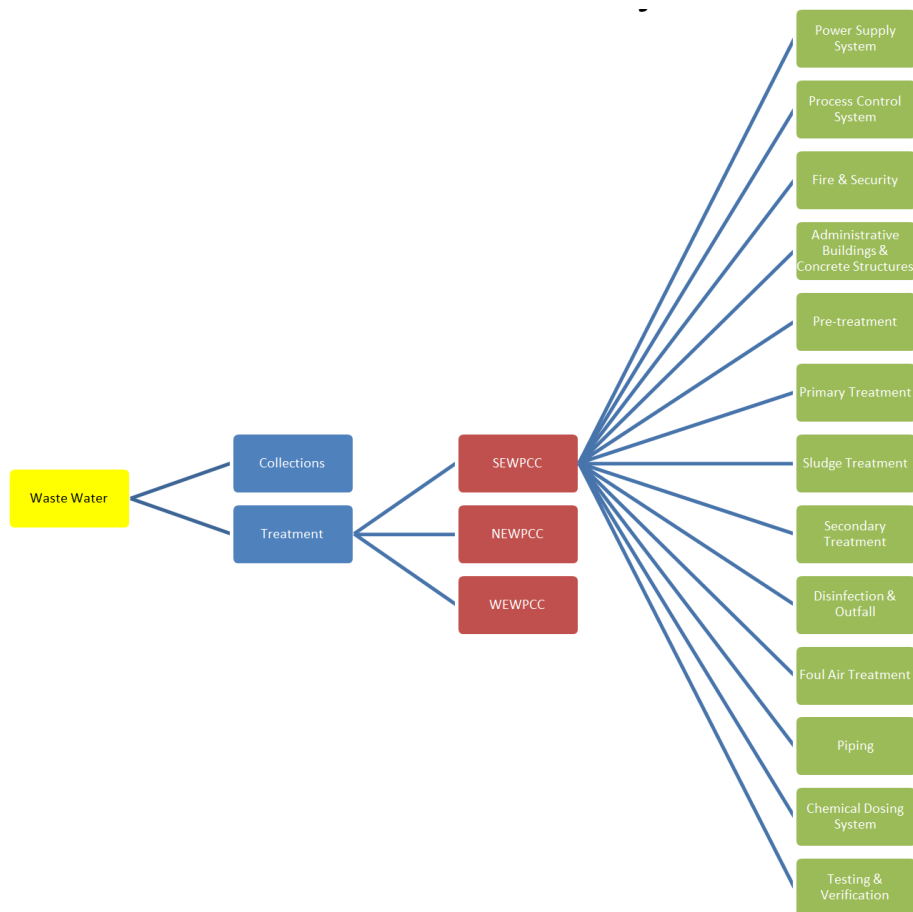 Power Supply
System
Process Control
System
Fire & Security
Administrative
Buildings &
Concrete Structures
Pre-treatment
Primary Treatment
Collections
SEWPCC
Sludge Treatment
Waste Water
Treatment
NEWPCC
Secondary
Treatment
WEWPCC
Disinfection &
Outfall
Foul Air Treatment
Piping
Chemical Dosing
System
Testing &
Verification